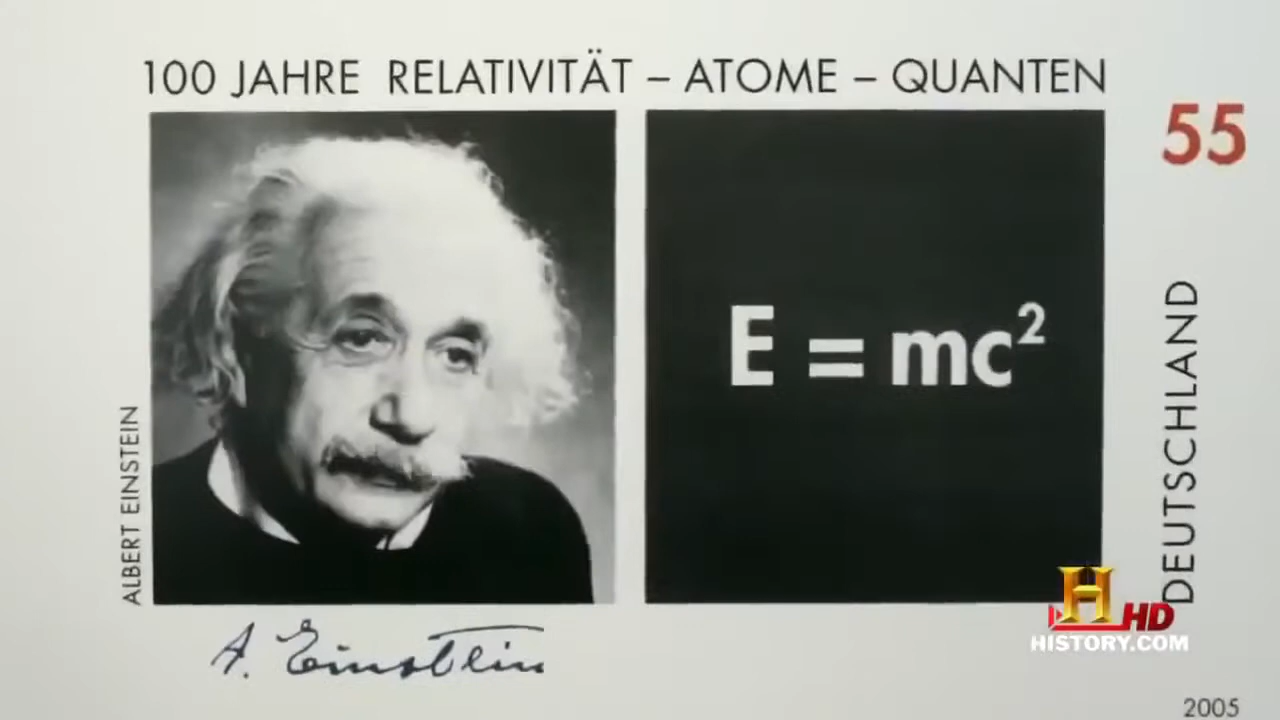 100 JAHRE RELATIVITÄT – ATOME – QUANTEN
55
E = mc²
ALBERT EINSTEIN
DEUTSCHLAND
A. Einstein
H HD
HISTORY.COM
2005